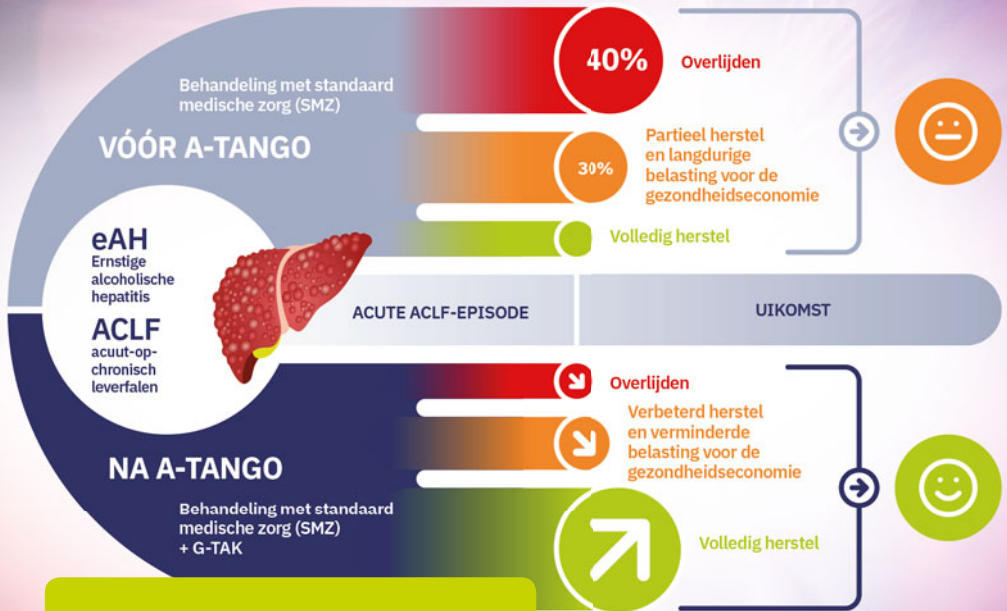 Behandeling met standaard
medische zorg (SMZ)
VÓÓR A-TANGO
40%
Overlijden
30%
Partieel herstel
en langdurige
belasting voor de
gezondheidseconomie
Volledig herstel
eAH
Ernstige
alcoholische
hepatitis
ACLF
acuut-op-
chronisch
leverfalen
ACUTE ACLF-EPISODE
UIKOMST
Overlijden
Verbeterd herstel
en verminderde
belasting voor de
gezondheidseconomie
NA A-TANGO
Behandeling met standaard
medische zorg (SMZ)
+ G-TAK
Volledig herstel